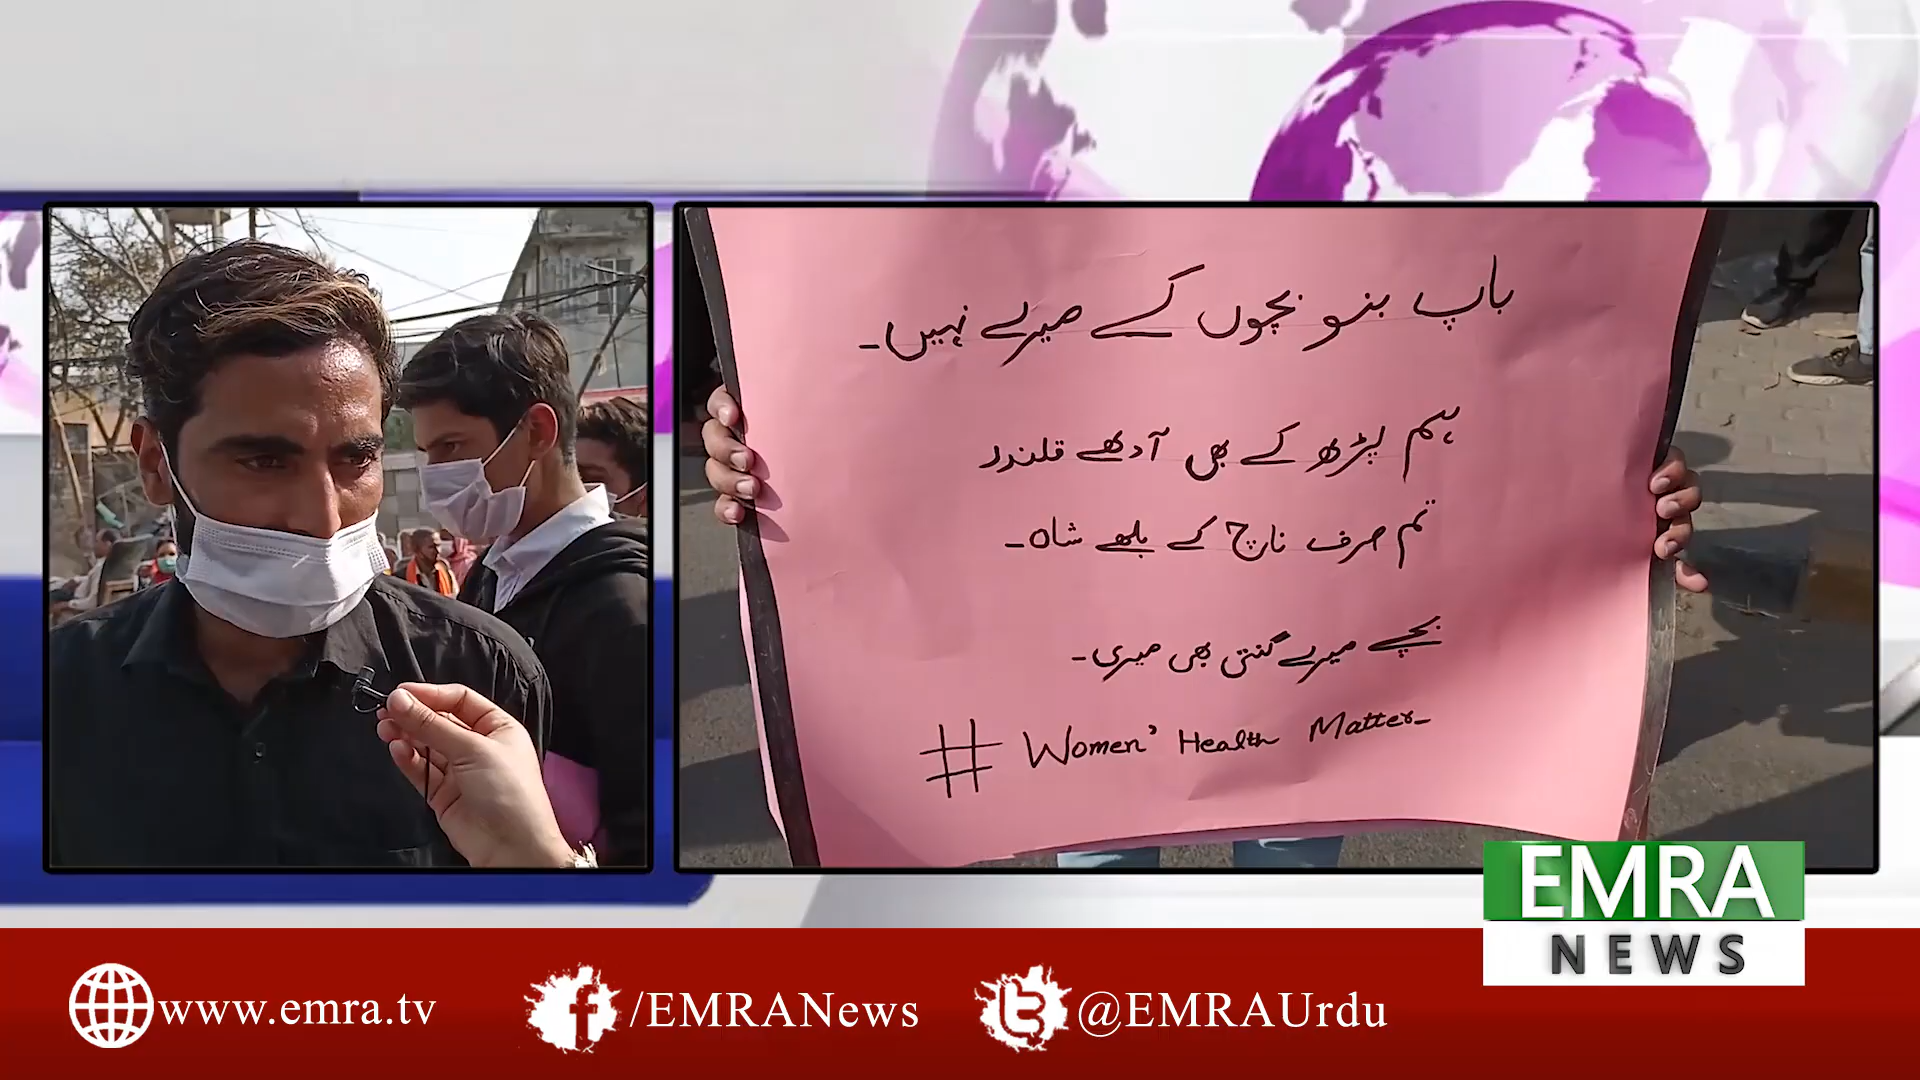 باپ بنو بچوں کے میرے نہیں۔
ہم پڑھ کے بھی آدھے قلندر
تم صرف ناچ کے بلھے شاہ۔
بچے میرے گنتی بھی میری۔
# Women' Health Matter
EMRA
NEWS
www.emra.tv
/EMRANews
@EMRAUrdu